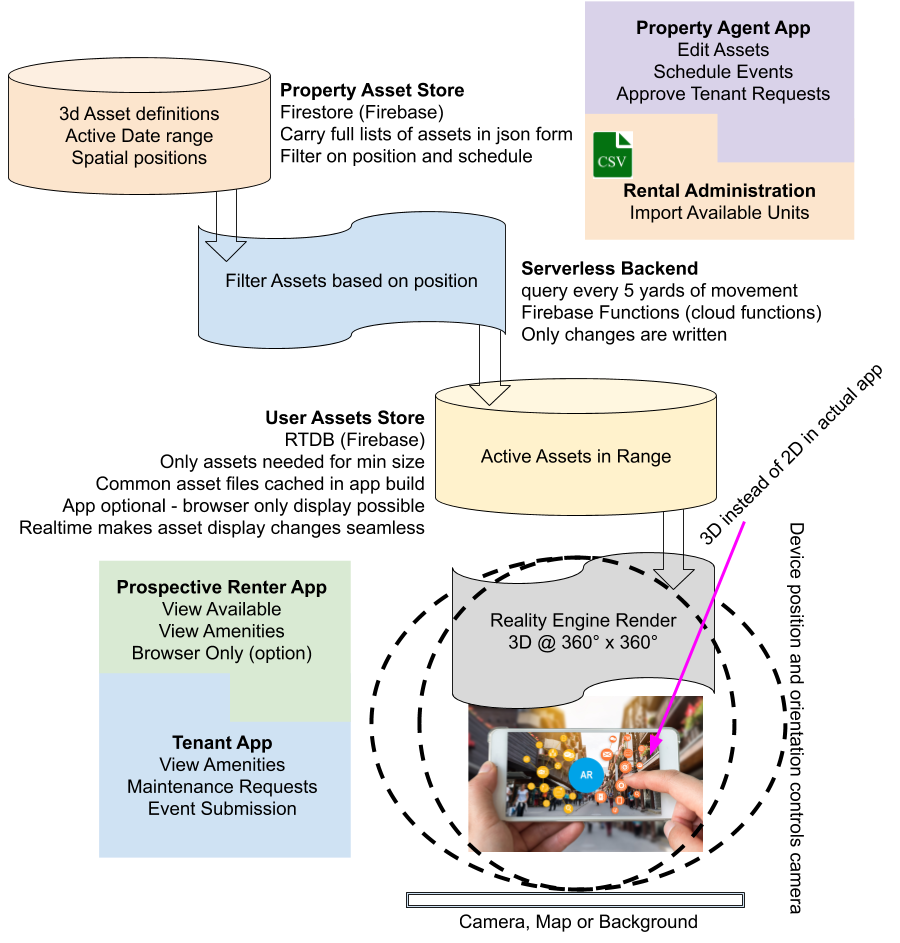 Property Agent App
Edit Assets
Schedule Events
Approve Tenant Requests
CSV
Rental Administration
Import Available Units
3d Asset definitions
Active Date range
Spatial positions
Property Asset Store
Firestore (Firebase)
Carry full lists of assets in json form
Filter on position and schedule
Filter Assets based on position
Serverless Backend
query every 5 yards of movement
Firebase Functions (cloud functions)
Only changes are written
User Assets Store
RTDB (Firebase)
Only assets needed for min size
Common asset files cached in app build
App optional - browser only display possible
Realtime makes asset display changes seamless
Active Assets in Range
3D instead of 2D in actual app
Device position and orientation controls camera
Prospective Renter App
View Available
View Amenities
Browser Only (option)
Tenant App
View Amenities
Maintenance Requests
Event Submission
Reality Engine Render
3D @ 360° x 360°
AR
Camera, Map or Background